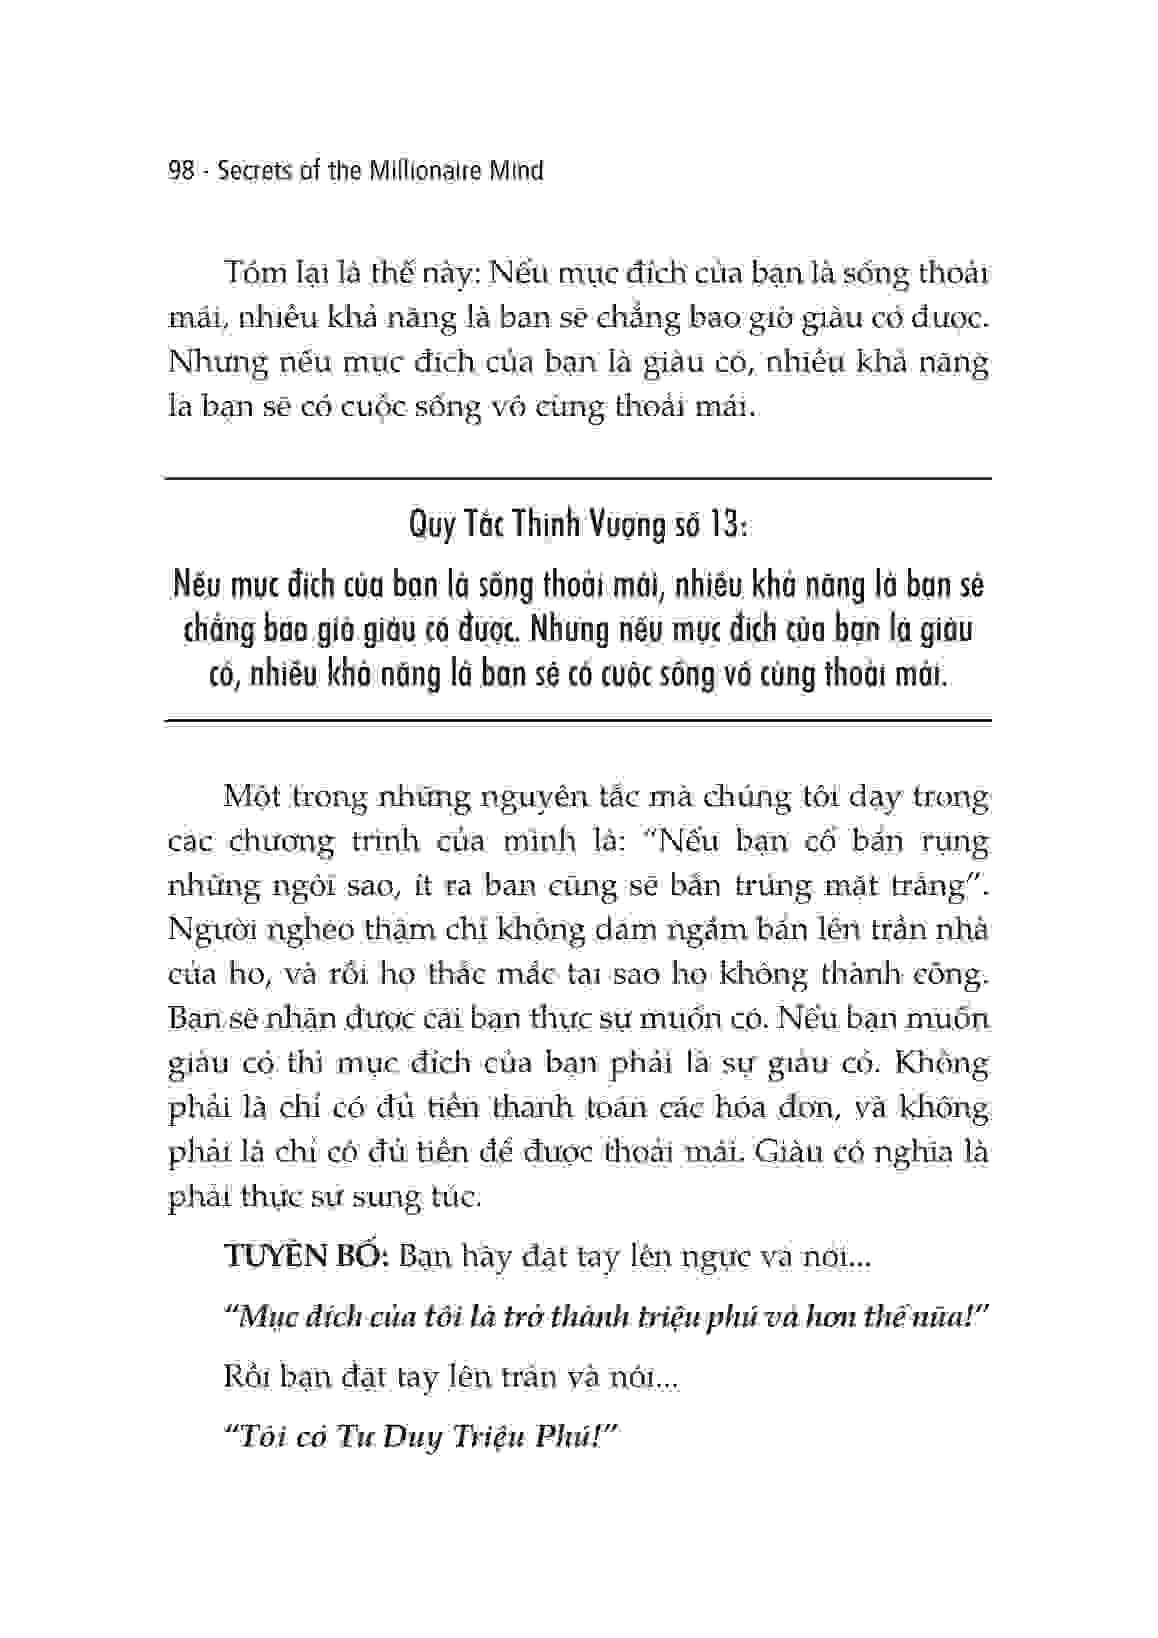 98 - Secrets of the Millionaire Mind
Tóm lại là thế này: Nếu mục đích của bạn là sống thoải
mái, nhiều khả năng là bạn sẽ chẳng bao giờ giàu có được.
Nhưng nếu mục đích của bạn là giàu có, nhiều khả năng
là bạn sẽ có cuộc sống vô cùng thoải mái.
Quy Tắc Thịnh Vượng số 13:
Nếu mục đích của bạn là sống thoải mái, nhiều khả năng là bạn sẽ
chẳng bao giờ giàu có được. Nhưng nếu mục đích của bạn là giàu
có, nhiều khả năng là bạn sẽ có cuộc sống vô cùng thoải mái.
Một trong những nguyên tắc mà chúng tôi dạy trong
các chương trình của mình là: “Nếu bạn cố bắn rụng
những ngôi sao, ít ra bạn cũng sẽ bắn trúng mặt trăng”.
Người nghèo thậm chí không dám ngắm bắn lên trần nhà
của họ, và rồi họ thắc mắc tại sao họ không thành công.
Bạn sẽ nhận được cái bạn thực sự muốn có. Nếu bạn muốn
giàu có thì mục đích của bạn phải là sự giàu có. Không
phải là chỉ có đủ tiền thanh toán các hóa đơn, và không
phải là chỉ có đủ tiền để được thoải mái. Giàu có nghĩa là
phải thực sự sung túc.
TUYÊN BỐ: Bạn hãy đặt tay lên ngực và nói...
“Mục đích của tôi là trở thành triệu phú và hơn thế nữa!”
Rồi bạn đặt tay lên trán và nói...
“Tôi có Tư Duy Triệu Phú!”